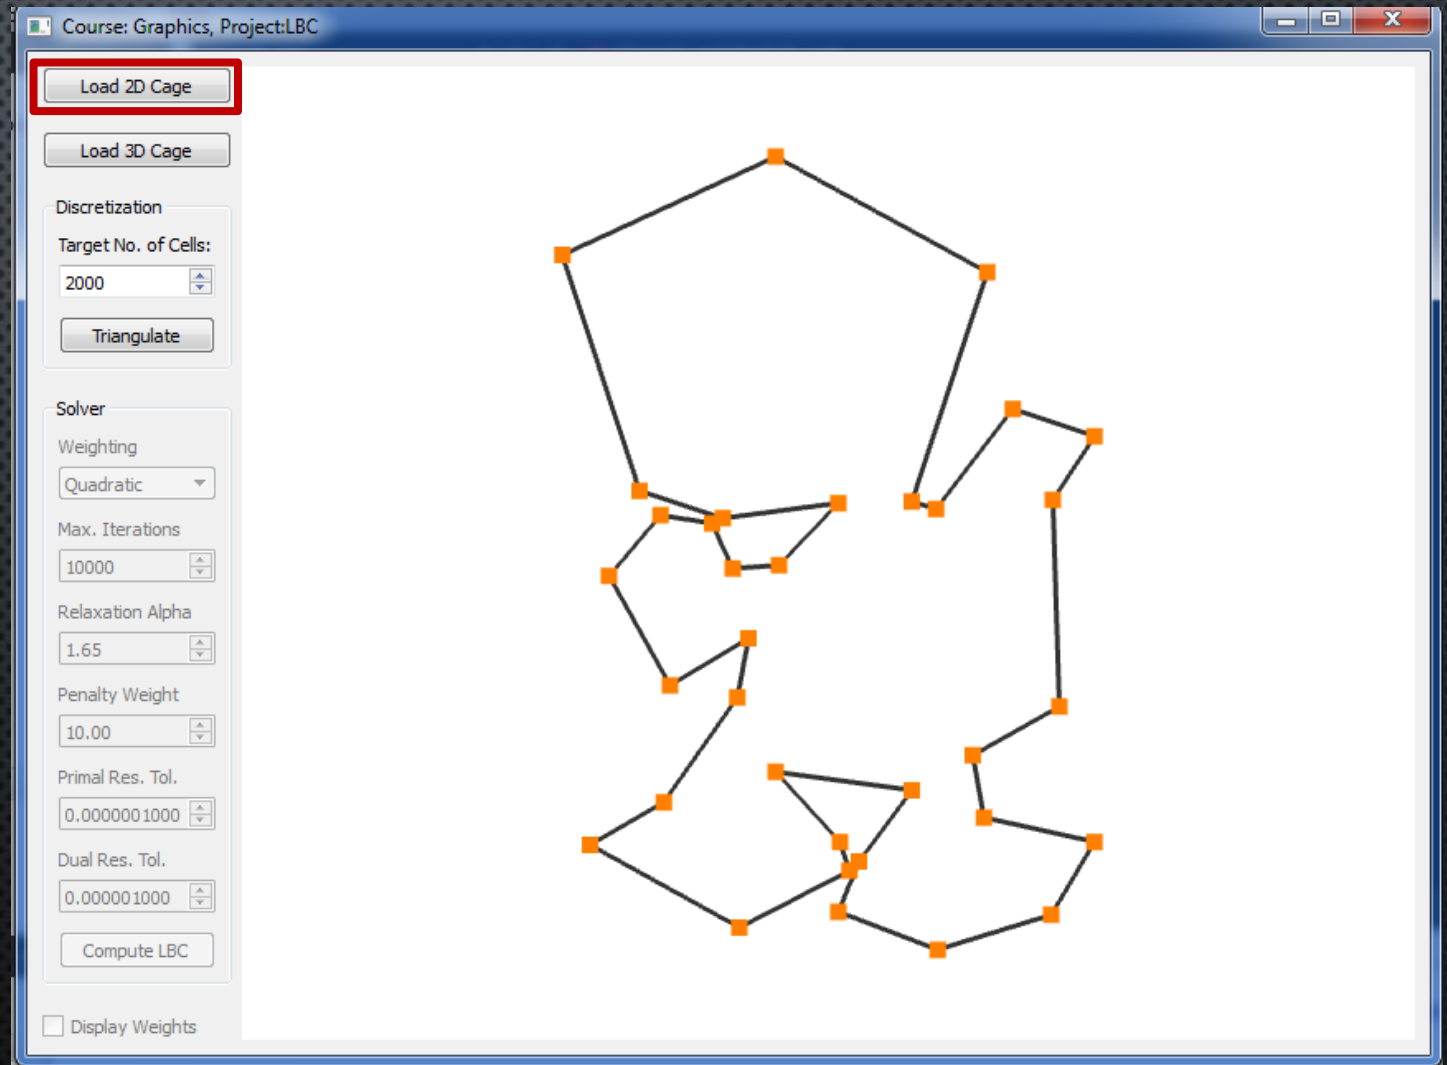 Course: Graphics, Project:LBC
Load 2D Cage
Load 3D Cage
Discretization
Target No. of Cells:
2000
Triangulate
Solver
Weighting
Quadratic
Max. Iterations
10000
Relaxation Alpha
1.65
Penalty Weight
10.00
Primal Res. Tol.
0.0000001000
Dual Res. Tol.
0.000001000
Compute LBC
Display Weights